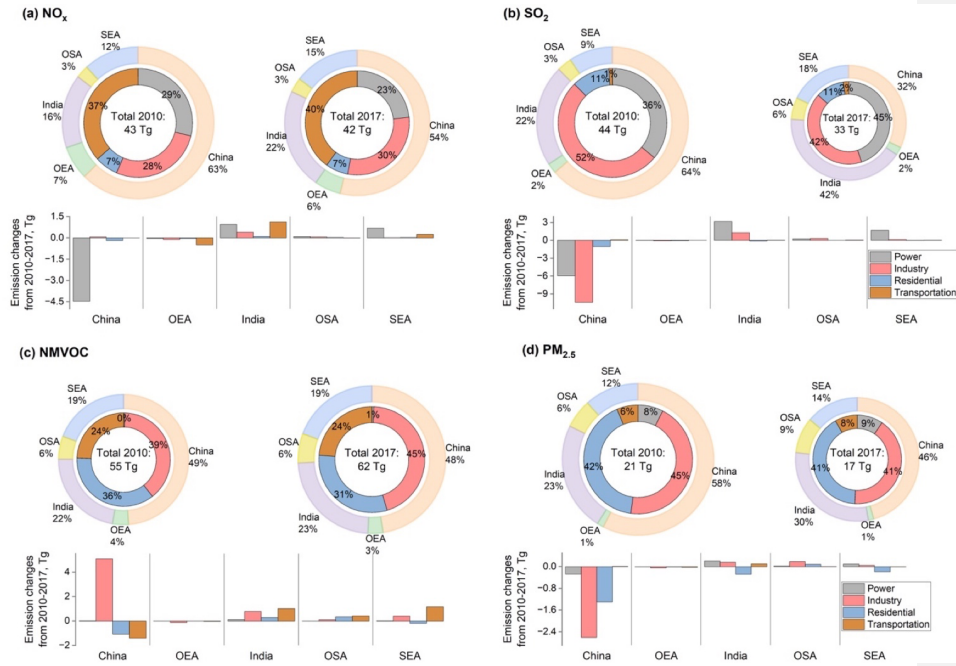 (a) NOx
SEA
12%
OSA
3%
India
16%
OEA
7%
China
63%
29%
28%
7%
37%
Total 2010:
43 Tg
SEA
15%
OSA
3%
India
22%
OEA
6%
China
54%
23%
30%
7%
40%
Total 2017:
42 Tg
Emission changes
from 2010-2017, Tg
1.5
0.0
−1.5
−3.0
−4.5
China
OEA
India
OSA
SEA
(b) SO2
SEA
9%
OSA
3%
India
22%
OEA
2%
China
64%
1%
11%
36%
52%
Total 2010:
44 Tg
SEA
18%
OSA
6%
India
42%
OEA
2%
China
32%
2%
11%
45%
42%
Total 2017:
33 Tg
Emission changes
from 2010-2017, Tg
3
0
−3
−6
−9
Power
Industry
Residential
Transportation
China
OEA
India
OSA
SEA
(c) NMVOC
SEA
19%
OSA
6%
India
22%
OEA
4%
China
49%
0%
24%
39%
36%
Total 2010:
55 Tg
SEA
19%
OSA
6%
India
23%
OEA
3%
China
48%
1%
24%
45%
31%
Total 2017:
62 Tg
Emission changes
from 2010-2017, Tg
4
2
0
−2
China
OEA
India
OSA
SEA
(d) PM2.5
SEA
12%
OSA
6%
India
23%
OEA
1%
China
58%
6%
8%
42%
45%
Total 2010:
21 Tg
SEA
14%
OSA
9%
India
30%
OEA
1%
China
46%
8%
9%
41%
41%
Total 2017:
17 Tg
Emission changes
from 2010-2017, Tg
0.0
−0.8
−1.6
−2.4
Power
Industry
Residential
Transportation
China
OEA
India
OSA
SEA